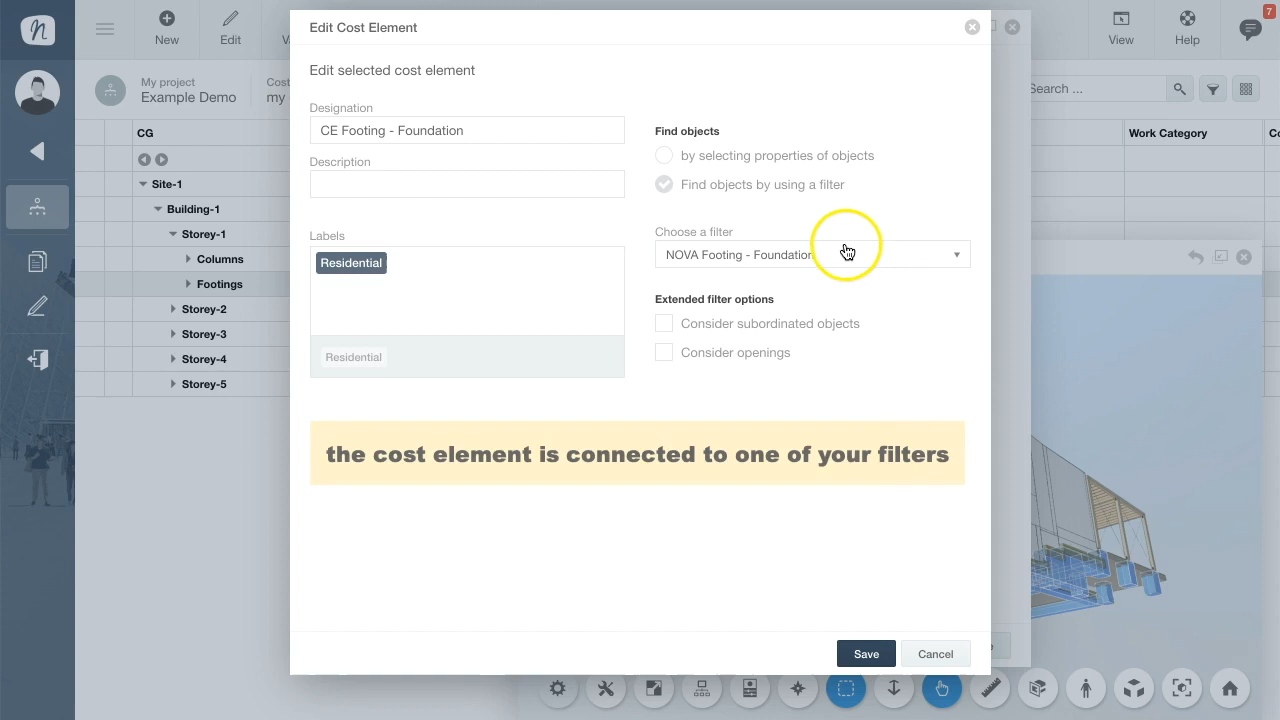 n
New
Edit
Edit Cost Element
View
Help
7
My project
Example Demo
Cost
my
Search ...
Edit selected cost element
Designation
CE Footing - Foundation
Description
Labels
Residential
Residential
Find objects
by selecting properties of objects
Find objects by using a filter
Choose a filter
NOVA Footing - Foundation
Extended filter options
Consider subordinated objects
Consider openings
CG
Work Category
Site-1
Building-1
Storey-1
Columns
Footings
Storey-2
Storey-3
Storey-4
Storey-5
the cost element is connected to one of your filters
Save
Cancel